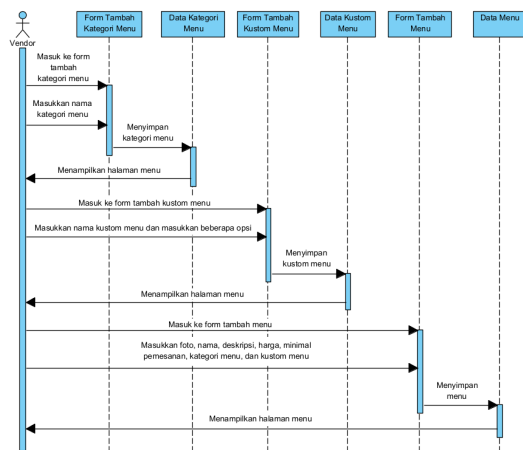 Form Tambah
Kategori Menu
Data Kategori
Menu
Form Tambah
Kustom Menu
Data Kustom
Menu
Form Tambah
Menu
Data Menu
Vendor
Masuk ke form
tambah
kategori menu
Masukkan nama
kategori menu
Menyimpan
kategori menu
Menampilkan halaman menu
Masuk ke form tambah kustom menu
Masukkan nama kustom menu dan masukkan beberapa opsi
Menyimpan
kustom menu
Menampilkan halaman menu
Masuk ke form tambah menu
Masukkan foto, nama, deskripsi, harga, minimal
pemesanan, kategori menu, dan kustom menu
Menyimpan
menu
Menampilkan halaman menu